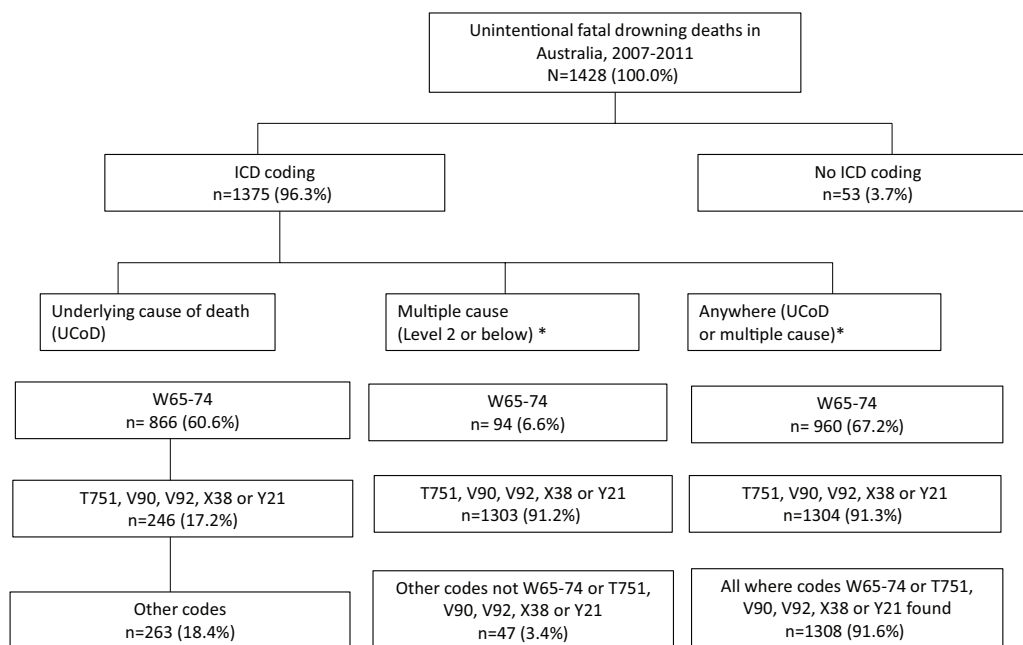 Unintentional fatal drowning deaths in
Australia, 2007-2011
N=1428 (100.0%)
ICD coding
n=1375 (96.3%)
No ICD coding
n=53 (3.7%)
Underlying cause of death
(UCoD)
Multiple cause
(Level 2 or below) *
Anywhere (UCoD
or multiple cause)*
W65-74
n= 866 (60.6%)
W65-74
n= 94 (6.6%)
W65-74
n= 960 (67.2%)
T751, V90, V92, X38 or Y21
n=246 (17.2%)
T751, V90, V92, X38 or Y21
n=1303 (91.2%)
T751, V90, V92, X38 or Y21
n=1304 (91.3%)
Other codes
n=263 (18.4%)
Other codes not W65-74 or T751,
V90, V92, X38 or Y21
n=47 (3.4%)
All where codes W65-74 or T751,
V90, V92, X38 or Y21 found
n=1308 (91.6%)